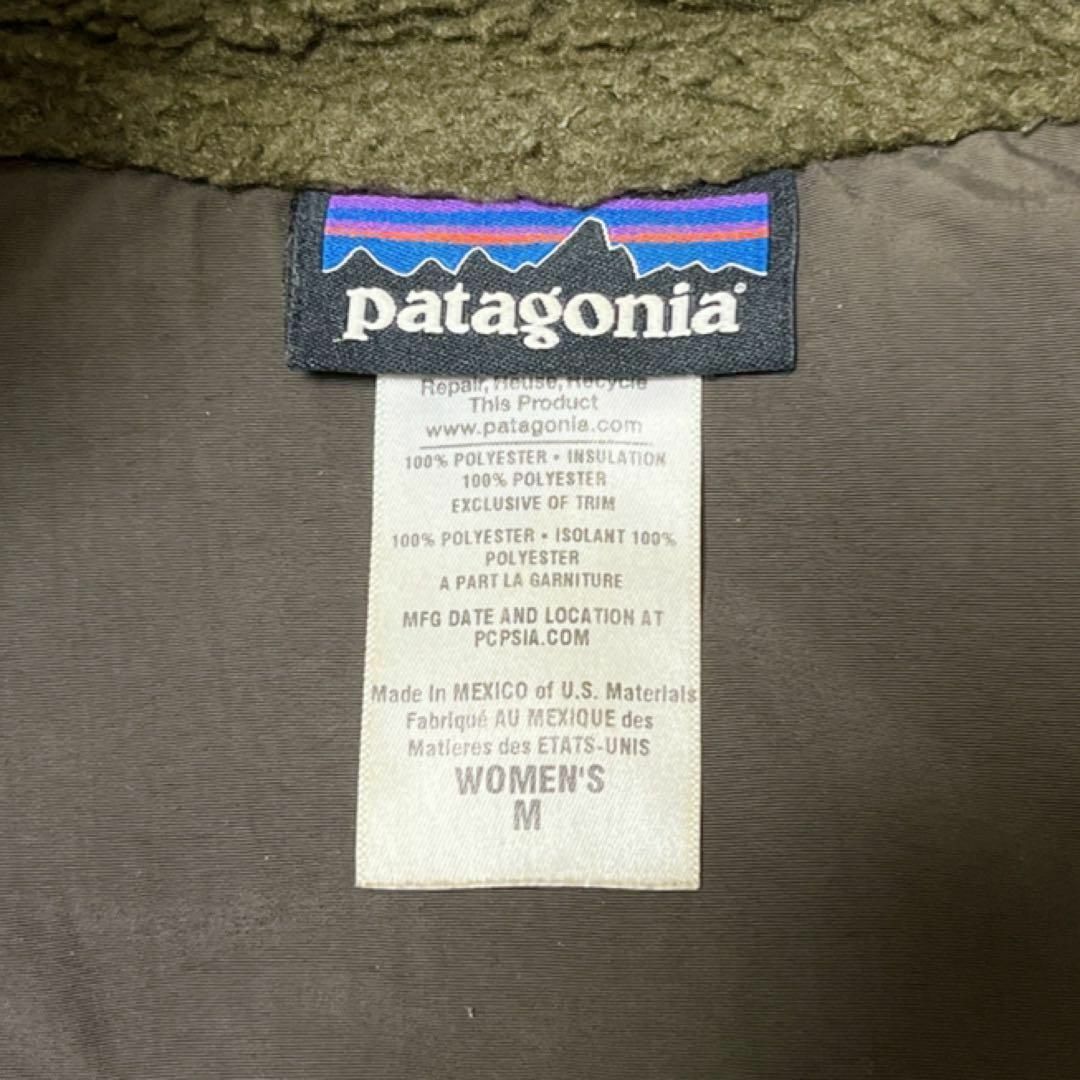 patagonia®
Repair, Reuse, Recycle
This Product
www.patagonia.com
100% POLYESTER • INSULATION
100% POLYESTER
EXCLUSIVE OF TRIM
100% POLYESTER • ISOLANT 100%
POLYESTER
A PART LA GARNITURE
MFG DATE AND LOCATION AT
PCPSIA.COM
Made In MEXICO of U.S. Materials
Fabriqué AU MEXIQUE des
Matieres des ETATS-UNIS
WOMEN'S
M